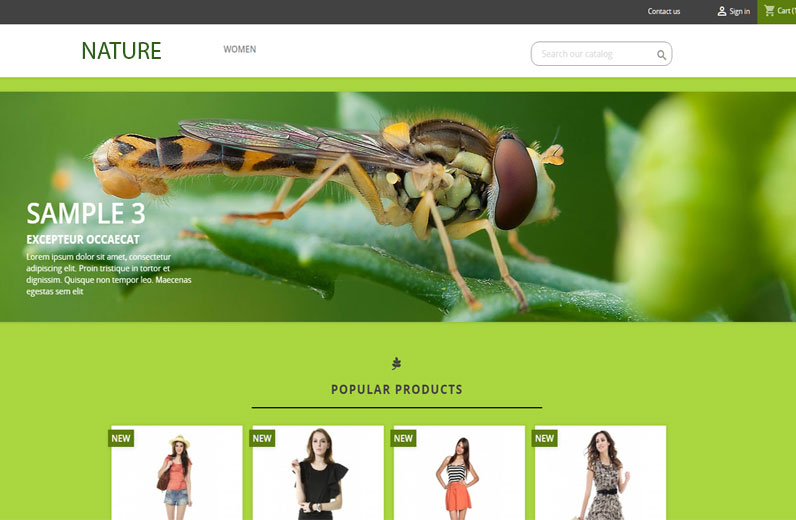 Contact us
Sign in
Cart (
NATURE
WOMEN
Search our catalog
SAMPLE 3
EXCEPTEUR OCCAECAT
Lorem ipsum dolor sit amet, consectetur
adipiscing elit. Proin tristique in tortor et
dignissim. Quisque non tempor leo. Maecenas
egestas sem elit
POPULAR PRODUCTS
NEW
NEW
NEW
NEW